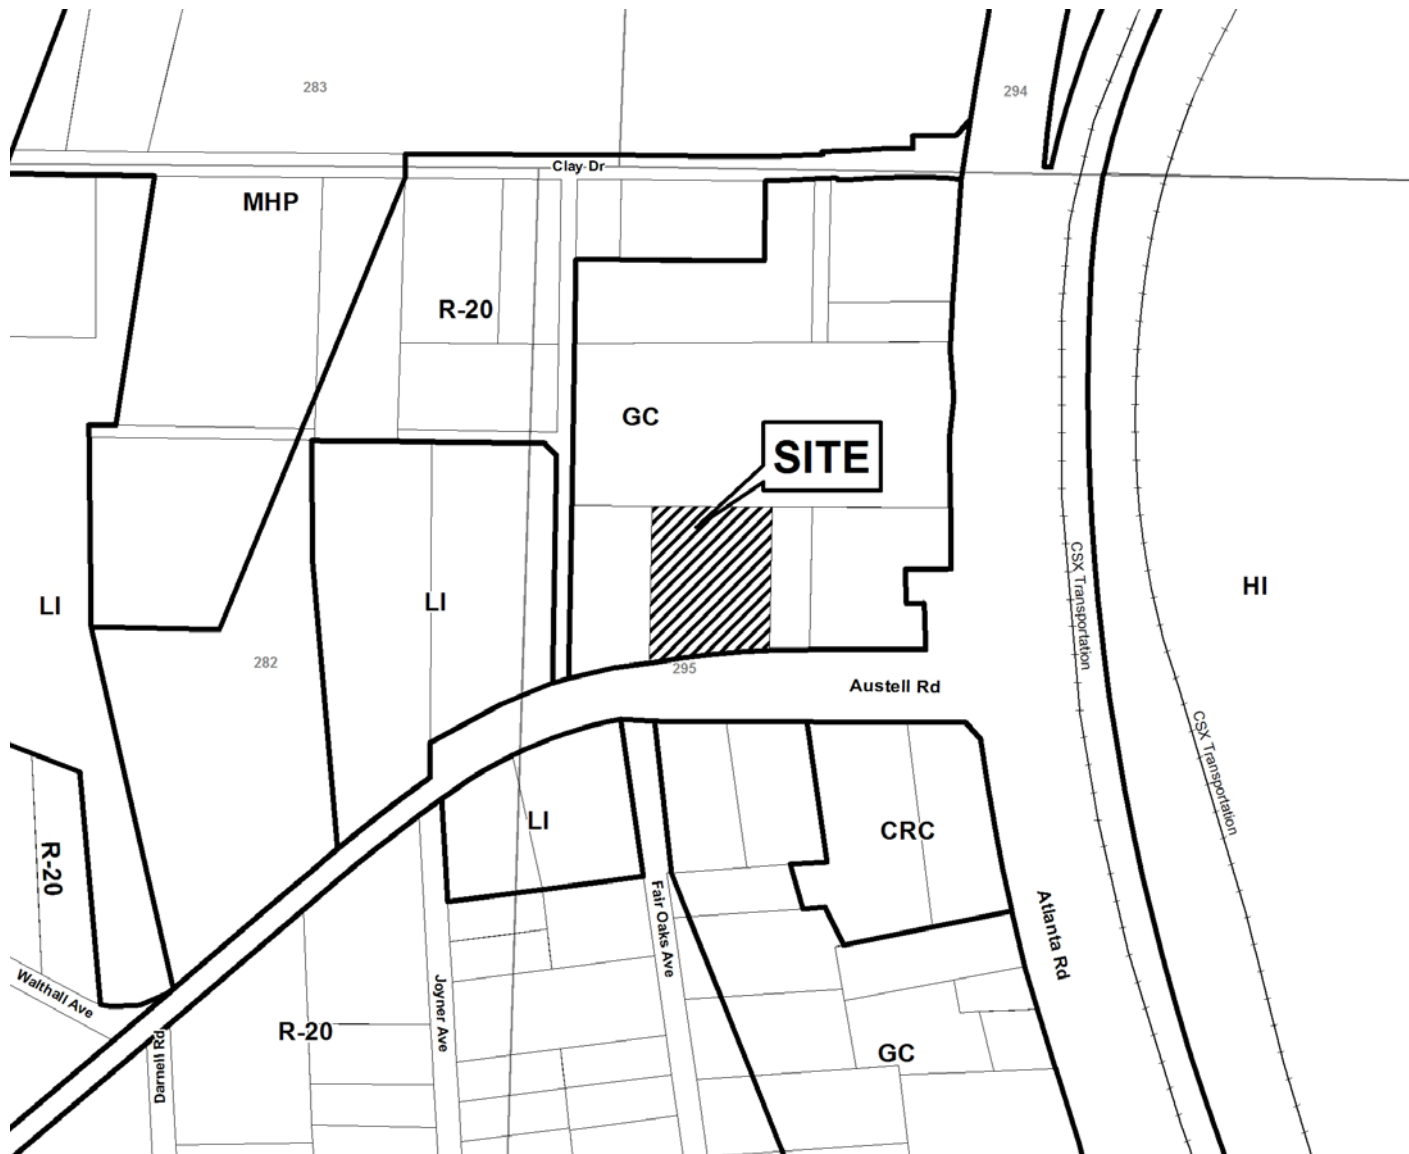 283
294
Clay Dr
MHP
R-20
GC
SITE
CSX Transportation
HI
LI
LI
282
295
Austell Rd
CSX Transportation
LI
CRC
R-20
Fair Oaks Ave
Atlanta Rd
Walthall Ave
Joyner Ave
R-20
Darnell Rd
GC